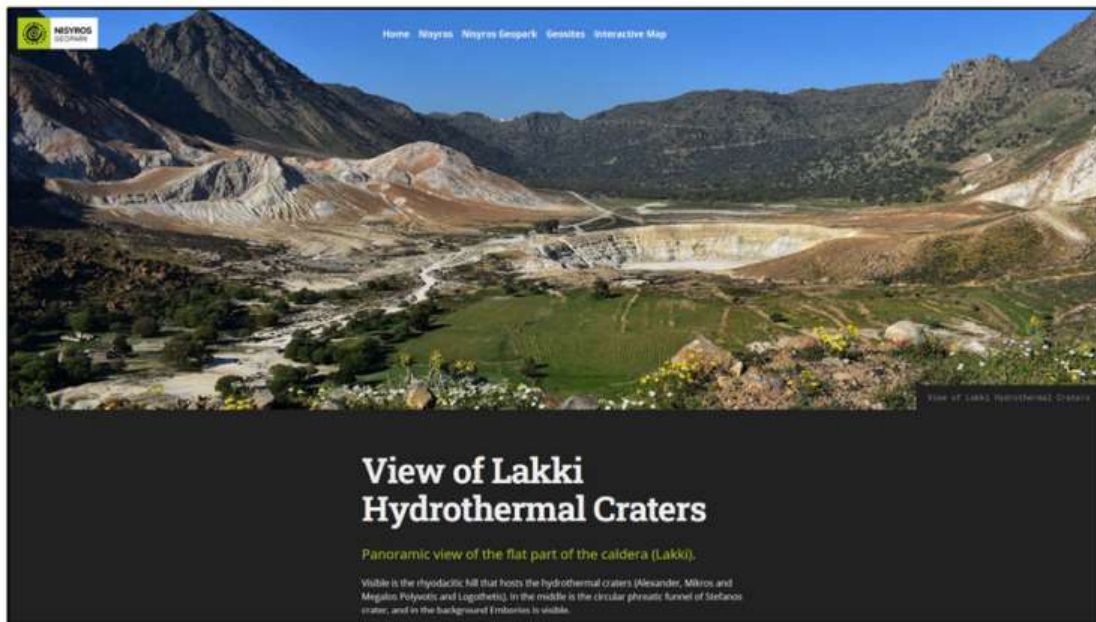 NISYROS
GEOPARK
Home Nisyros Nisyros Geopark Geosites Interactive Map
View of Lakki Hydrothermal Craters
View of Lakki
Hydrothermal Craters
Panoramic view of the flat part of the caldera (Lakki).
Visible is the rhyodacitic hill that hosts the hydrothermal craters (Alexander, Mikros and
Megalos Polyvotis and Logothetis). In the middle is the circular phreatic funnel of Stefanos
crater, and in the background Emborios is visible.